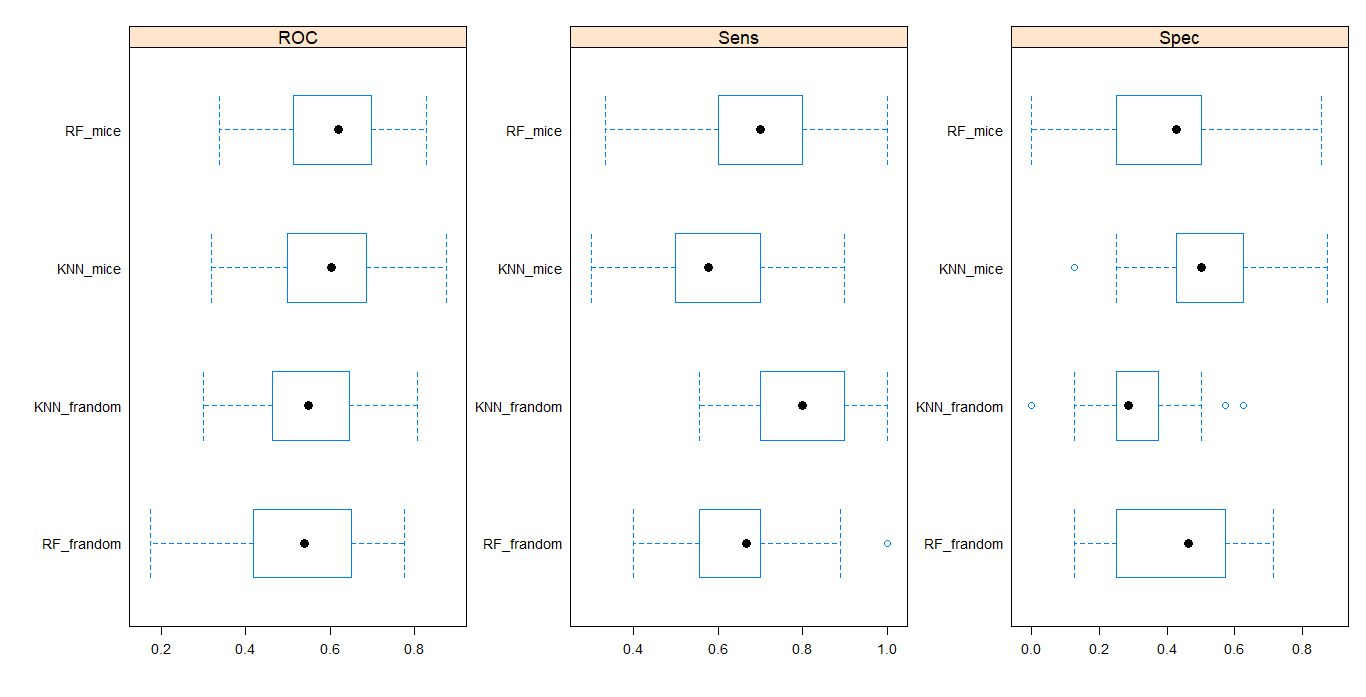 ROC
Sens
Spec
RF_mice
RF_mice
RF_mice
KNN_mice
KNN_mice
KNN_mice
KNN_frandom
KNN_frandom
KNN_frandom
RF_frandom
RF_frandom
RF_frandom
0.2 0.4 0.6 0.8
0.4 0.6 0.8 1.0
0.0 0.2 0.4 0.6 0.8